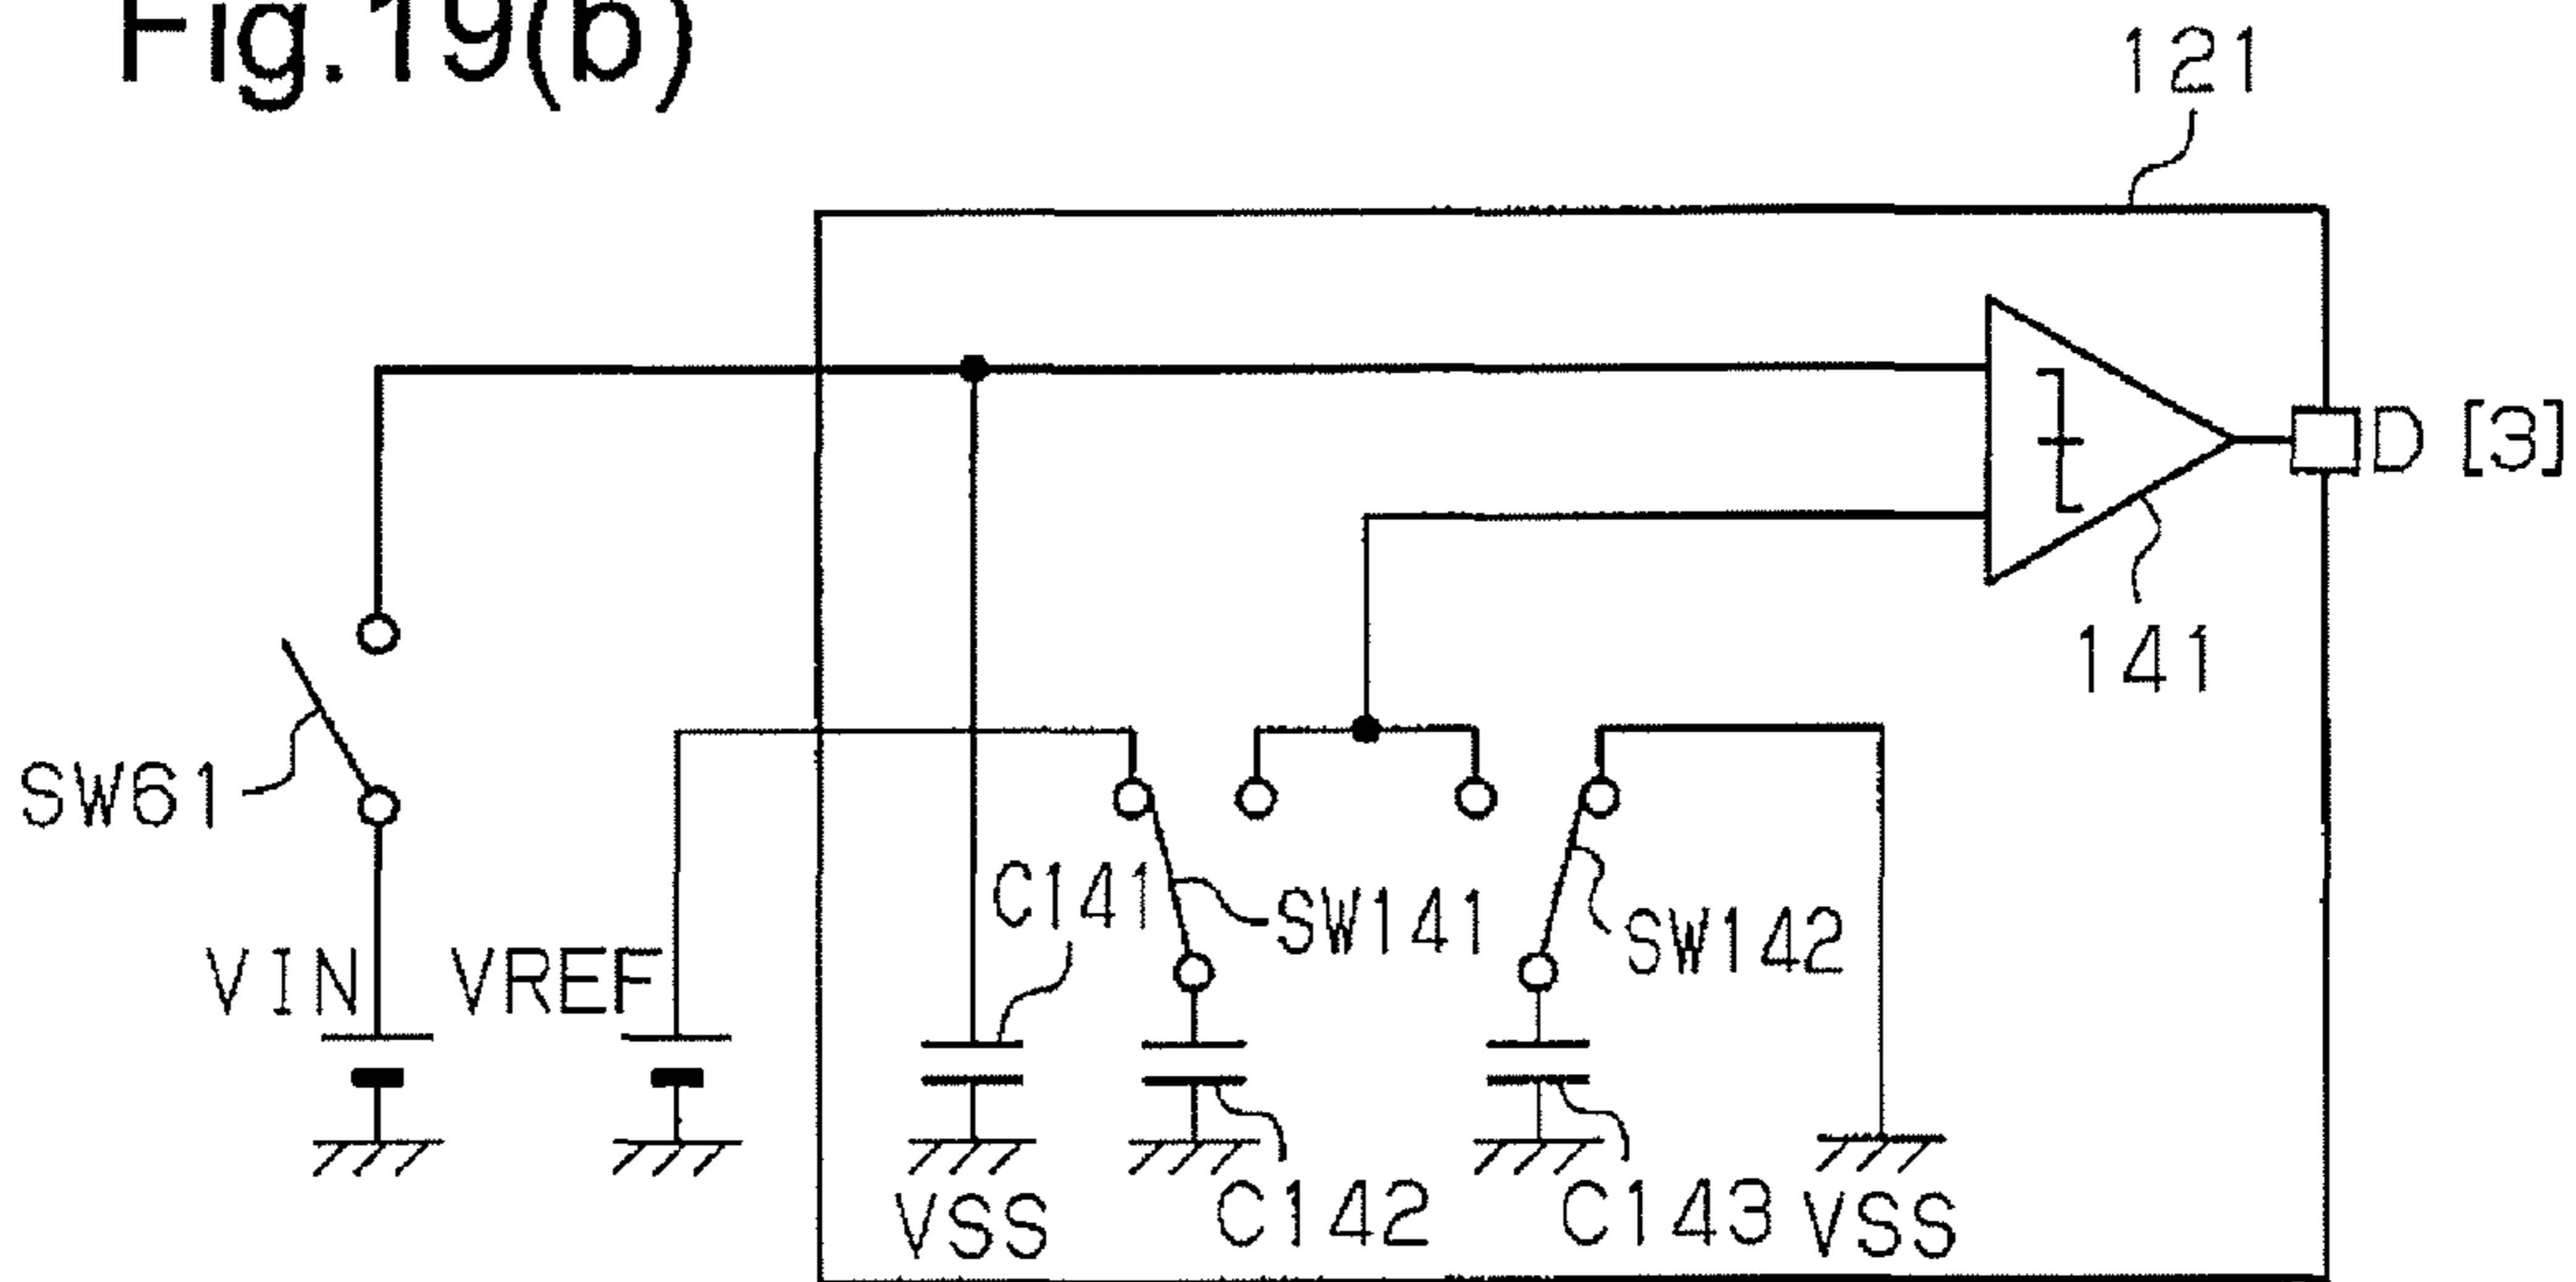 Fig.19(b)
121
D [3]
141
SW61
C141
SW141
SW142
VIN
VREF
VSS
C142
C143
VSS